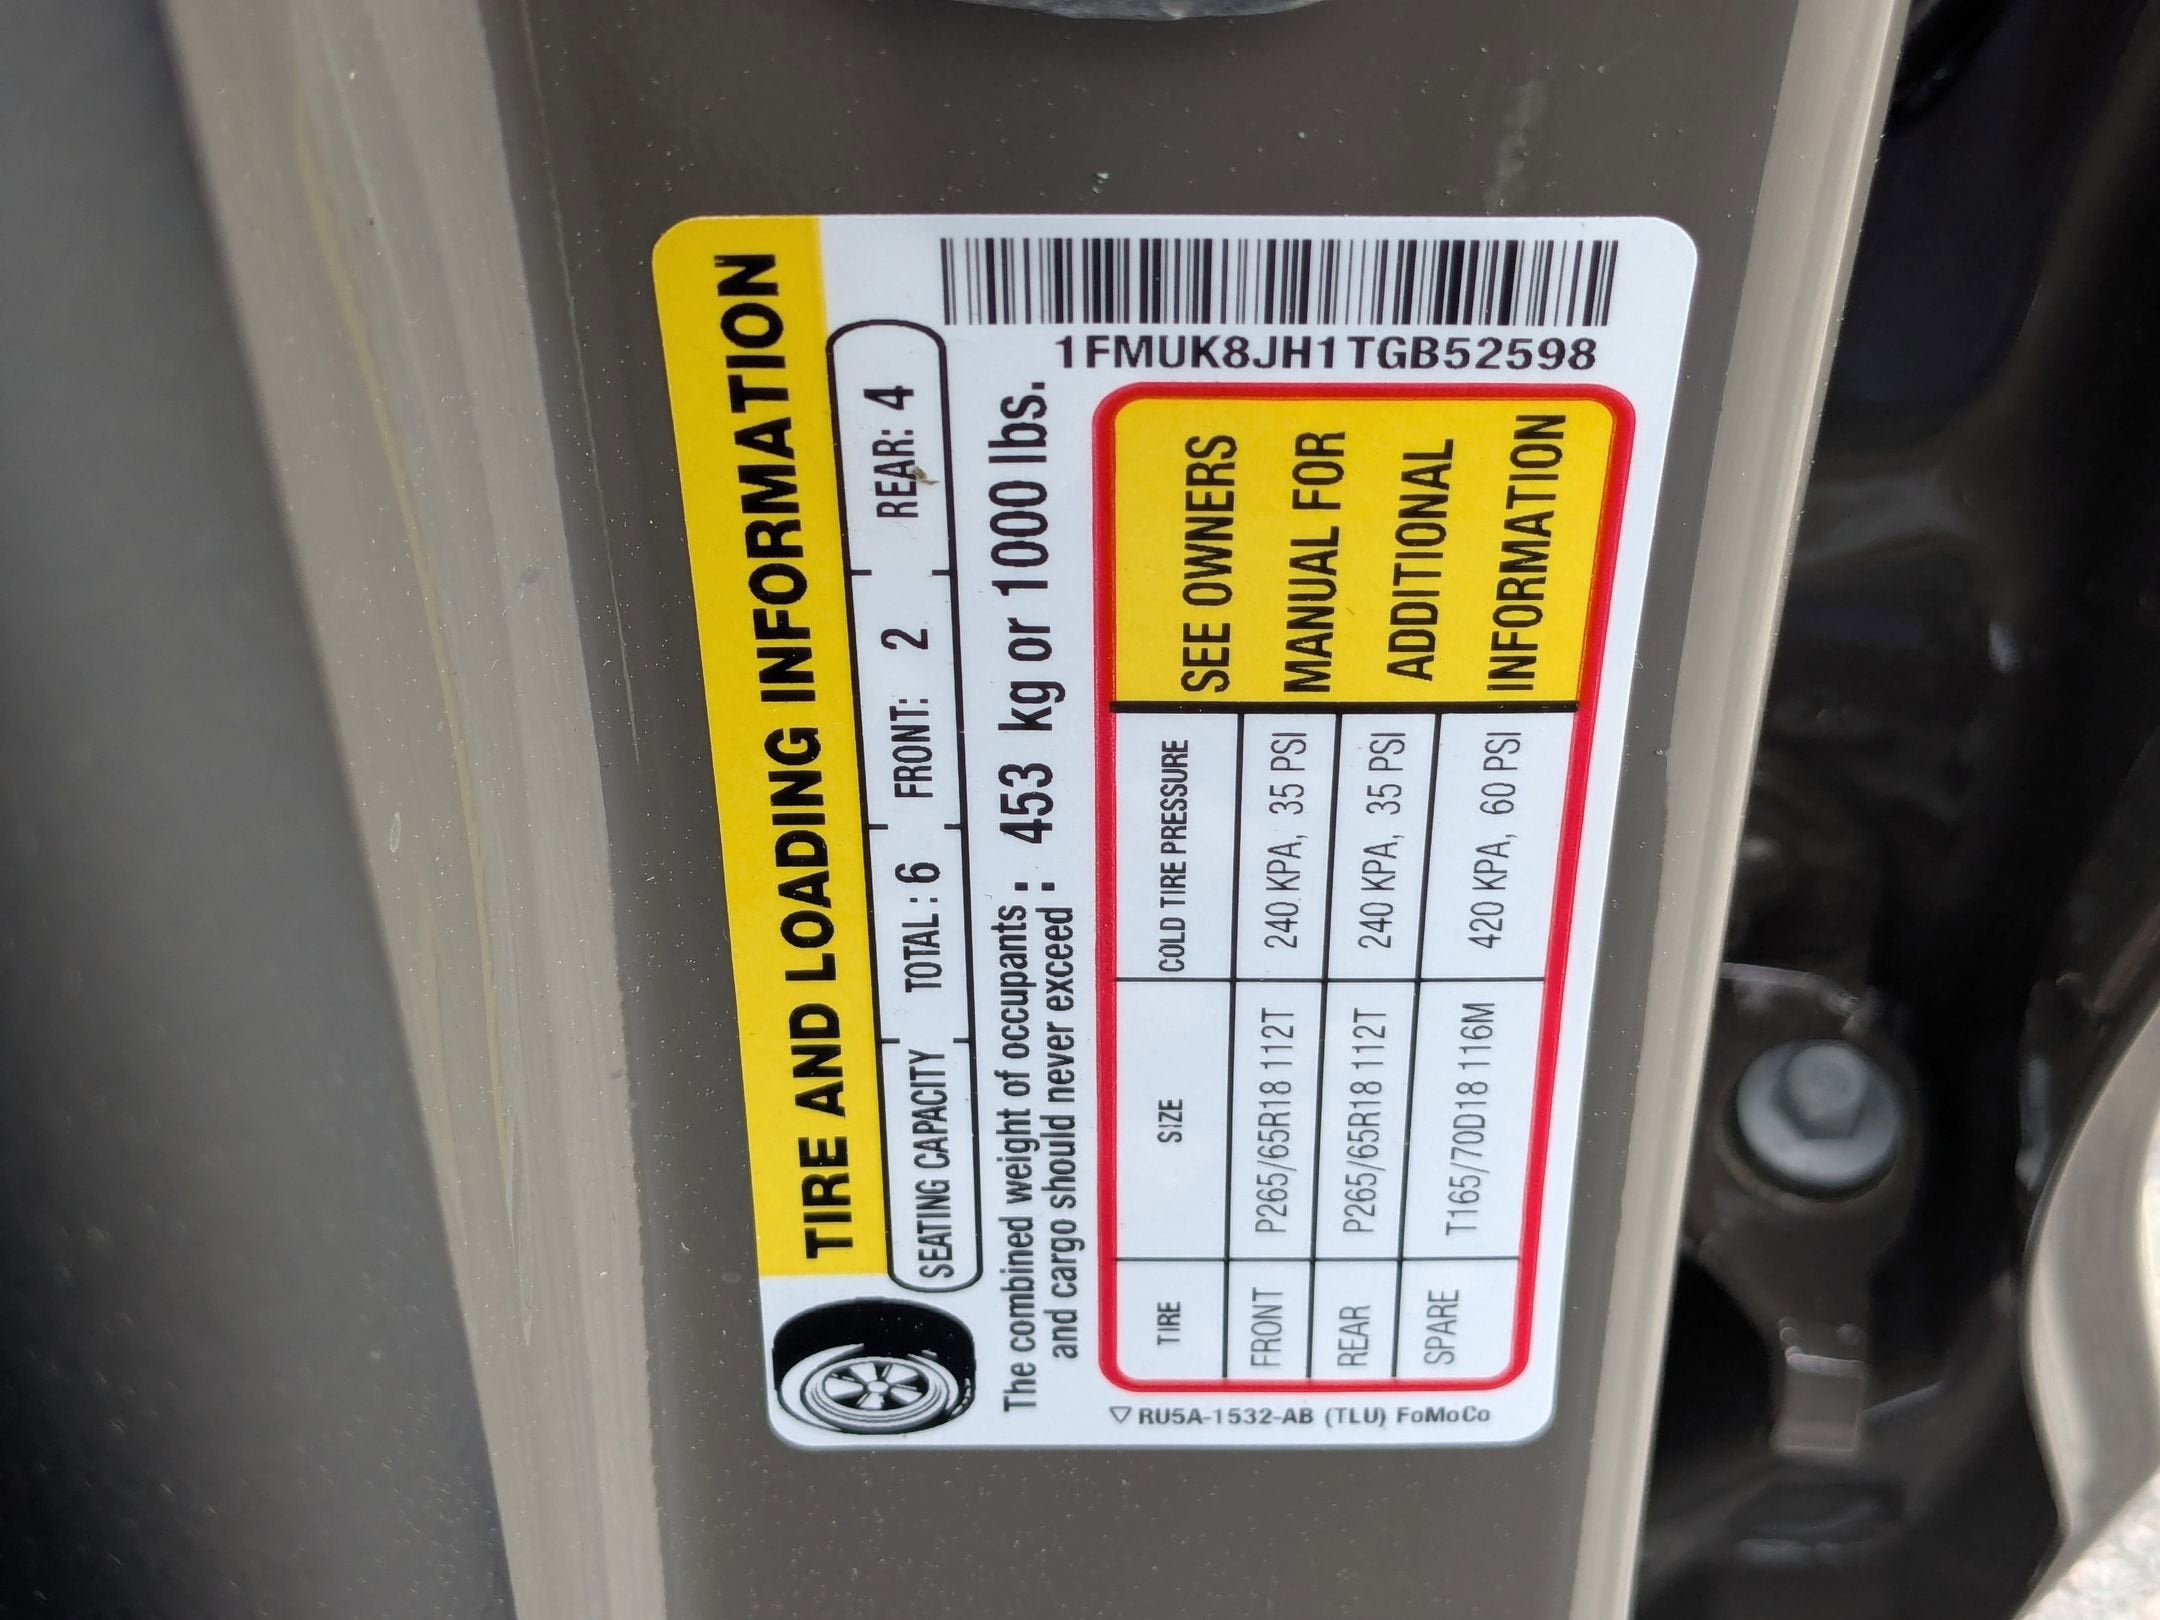 TIRE AND LOADING INFORMATION
SEATING CAPACITY TOTAL : 6 FRONT: 2 REAR: 4
The combined weight of occupants :
and cargo should never exceed : 453 kg or 1000 lbs.
1FMUK8JH1TGB52598
TIRE SIZE COLD TIRE PRESSURE
FRONT P265/65R18 112T 240 KPA, 35 PSI
REAR P265/65R18 112T 240 KPA, 35 PSI
SPARE T165/70D18 116M 420 KPA, 60 PSI
SEE OWNERS
MANUAL FOR
ADDITIONAL
INFORMATION
RU5A-1532-AB (TLU) FoMoCo